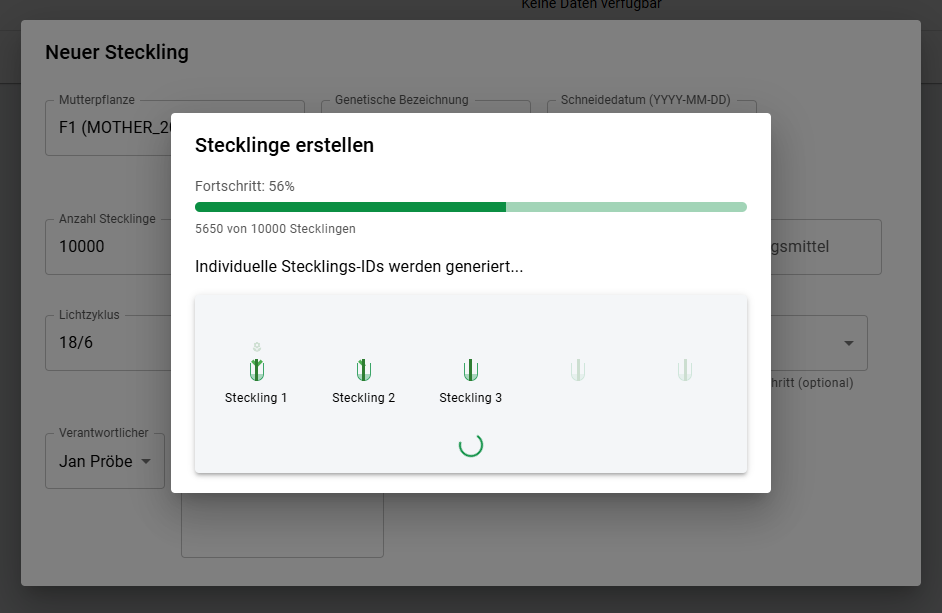 Keine Daten verfügbar
Neuer Steckling
Mutterpflanze
Genetische Bezeichnung
Schneidedatum (YYYY-MM-DD)
F1 (MOTHER_20
Stecklinge erstellen
Fortschritt: 56%
5650 von 10000 Stecklingen
Anzahl Stecklinge
10000
gsmittel
Individuelle Stecklings-IDs werden generiert...
Lichtzyklus
18/6
hritt (optional)
Steckling 1
Steckling 2
Steckling 3
Verantwortlicher
Jan Pröbe